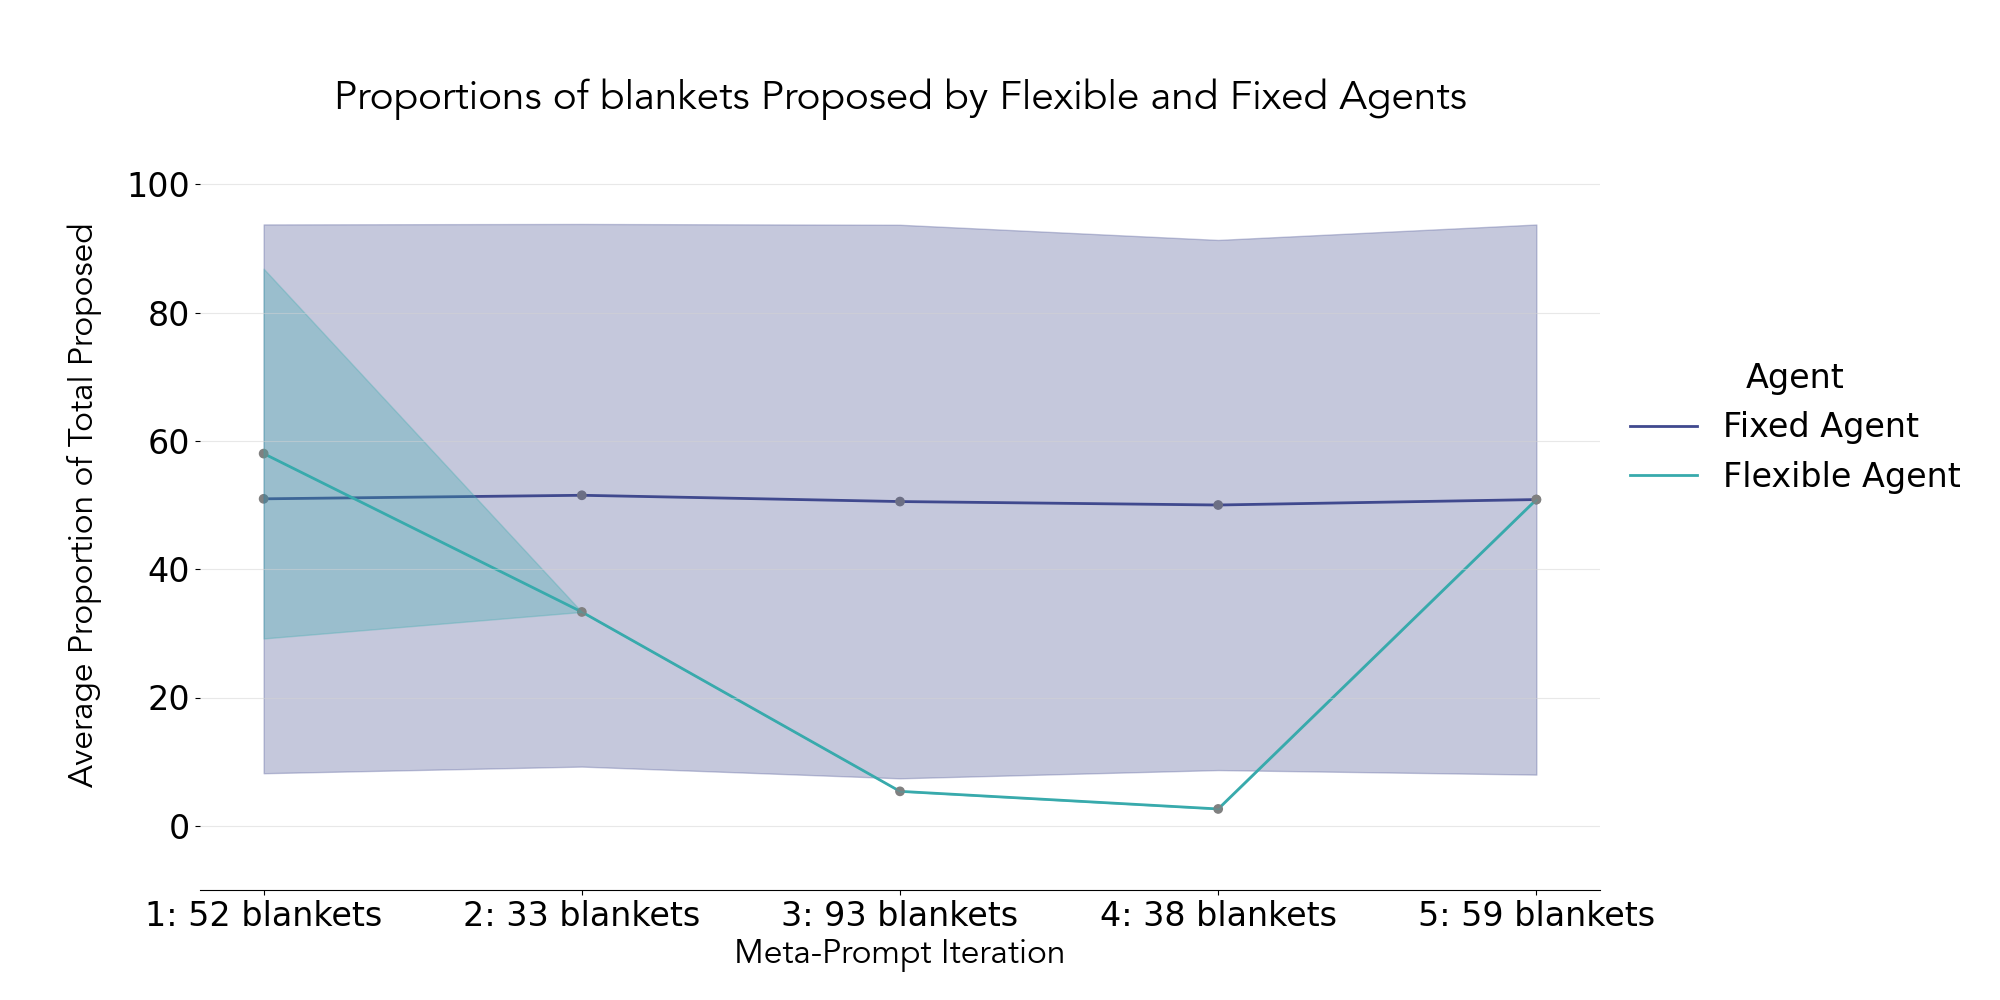 Proportions of blankets Proposed by Flexible and Fixed Agents
Average Proportion of Total Proposed
100
80
60
40
20
0
1: 52 blankets
2: 33 blankets
3: 93 blankets
4: 38 blankets
5: 59 blankets
Meta-Prompt Iteration
Agent
Fixed Agent
Flexible Agent